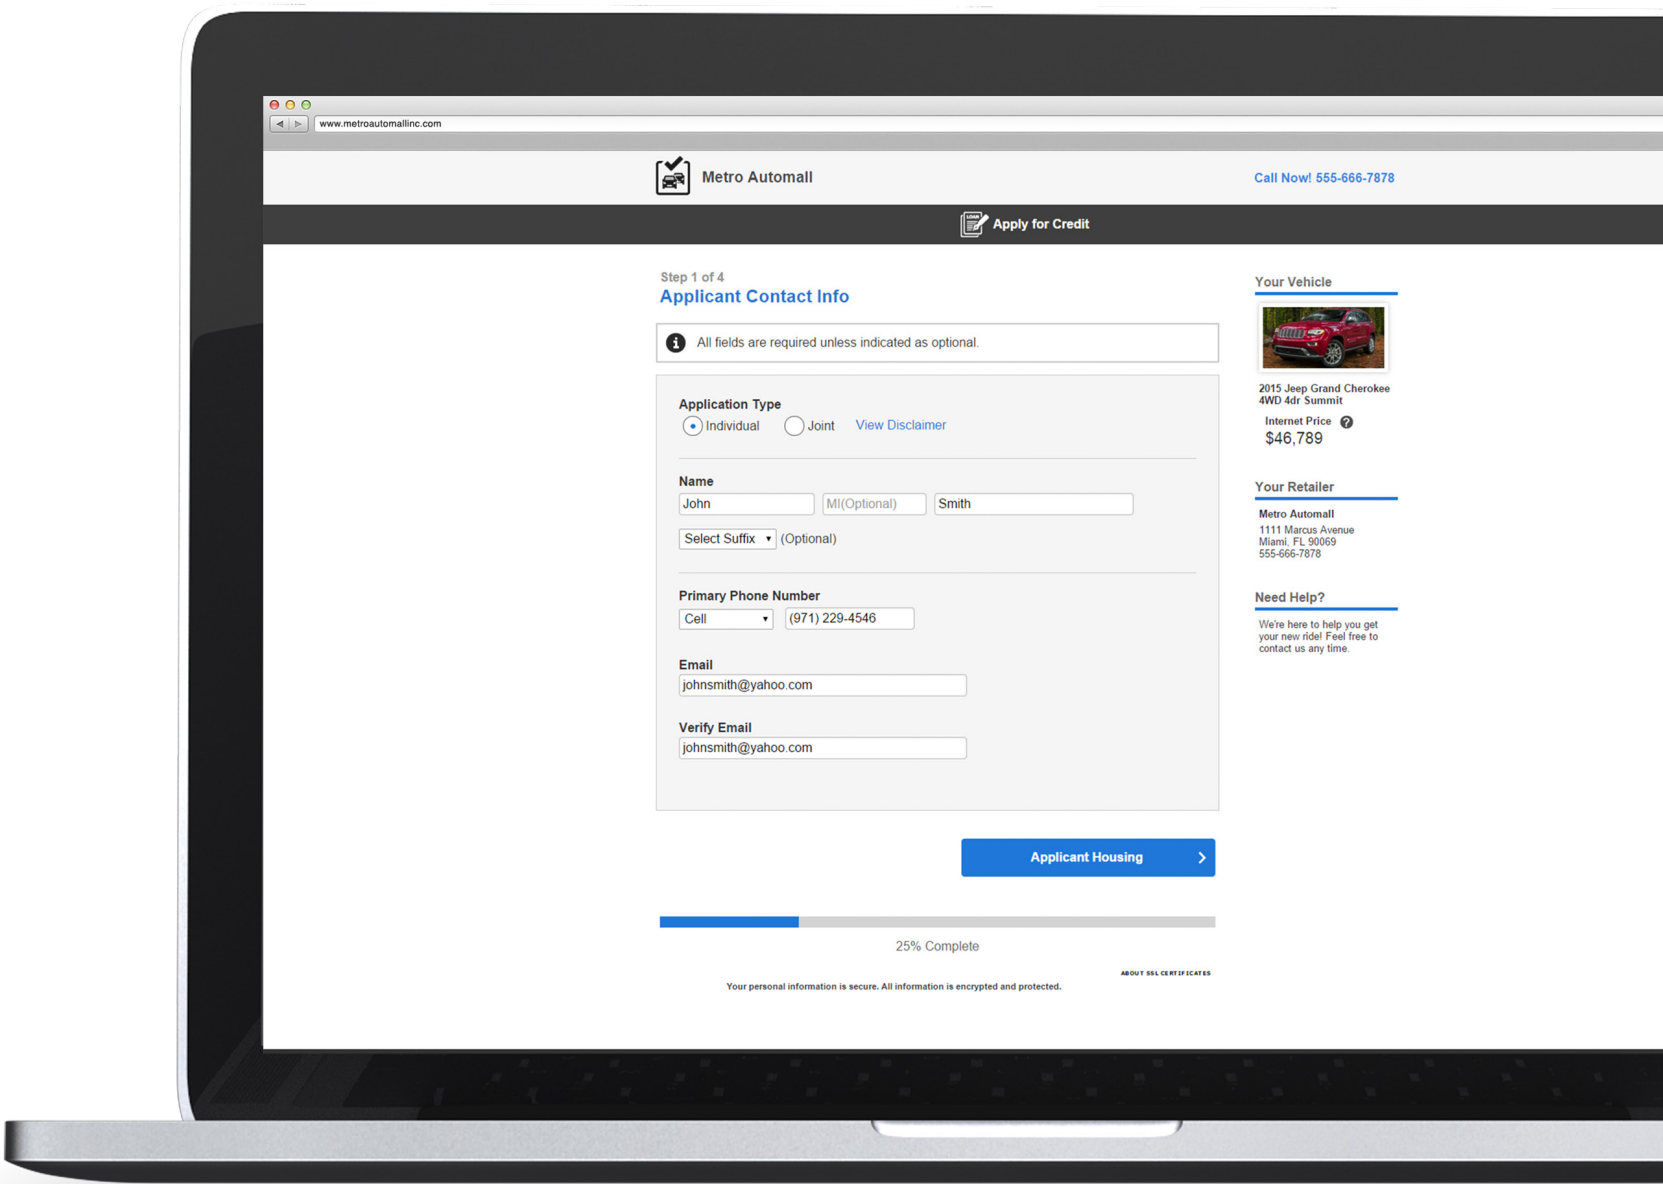 www.metroautomallinc.com
Metro Automall
Call Now! 555-666-7878
LOAN
Apply for Credit
Step 1 of 4
Applicant Contact Info
All fields are required unless indicated as optional.
Application Type
Individual Joint View Disclaimer
Name
John MI(Optional) Smith
Select Suffix (Optional)
Primary Phone Number
Cell (971) 229-4546
Email
johnsmith@yahoo.com
Verify Email
johnsmith@yahoo.com
Applicant Housing
25% Complete
ABOUT SSL CERTIFICATES
Your personal information is secure. All information is encrypted and protected.
Your Vehicle
2015 Jeep Grand Cherokee
4WD 4dr Summit
Internet Price ?
$46,789
Your Retailer
Metro Automall
1111 Marcus Avenue
Miami, FL 90069
555-666-7878
Need Help?
We're here to help you get
your new ride! Feel free to
contact us any time.